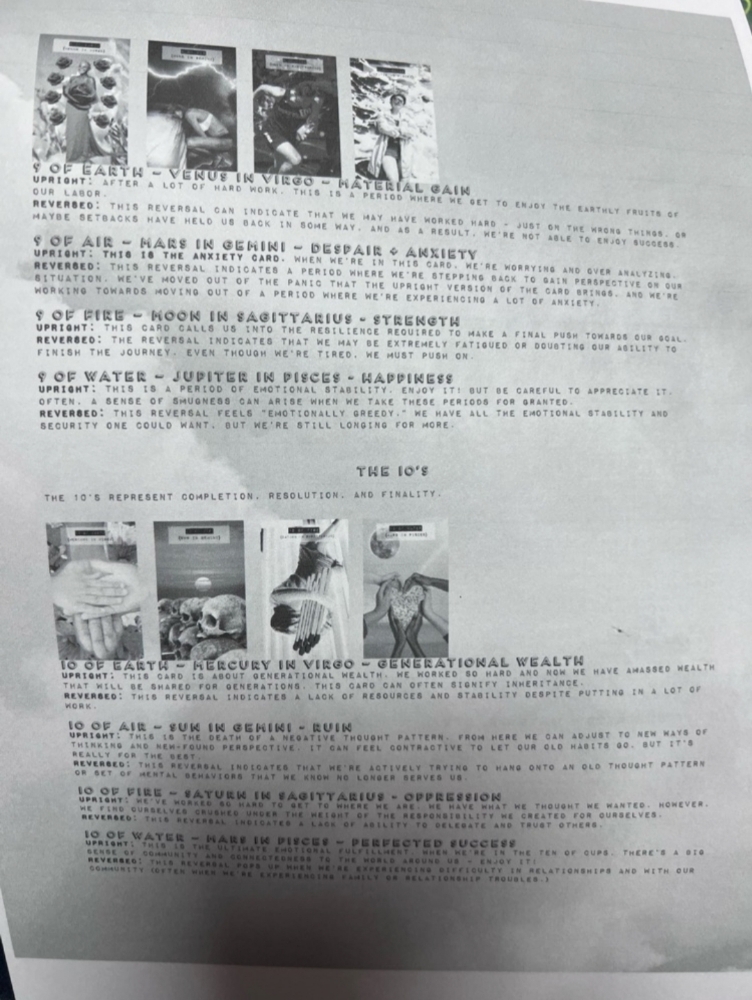 9 OF EARTH - VENUS IN VIRGO - MATERIAL GAIN
UPRIGHT: AFTER A LOT OF HARD WORK, THIS IS A PERIOD WHERE WE GET TO ENJOY THE EARTHLY FRUITS OF
OUR LABOR.
REVERSED: THIS REVERSAL CAN INDICATE THAT WE MAY HAVE WORKED HARD - JUST ON THE WRONG THINGS. OR
MAYBE SETBACKS HAVE HELD US BACK IN SOME WAY, AND AS A RESULT, WE'RE NOT ABLE TO ENJOY SUCCESS.
9 OF AIR - MARS IN GEMINI - DESPAIR + ANXIETY
UPRIGHT: THIS IS THE ANXIETY CARD. WHEN WE'RE IN THIS CARD, WE'RE WORRYING AND OVER ANALYZING.
REVERSED: THIS REVERSAL INDICATES A PERIOD WHERE WE'RE STEPPING BACK TO GAIN PERSPECTIVE ON OUR
SITUATION. WE'VE MOVED OUT OF THE PANIC THAT THE UPRIGHT VERSION OF THE CARD BRINGS, AND WE'RE
WORKING TOWARDS MOVING OUT OF A PERIOD WHERE WE'RE EXPERIENCING A LOT OF ANXIETY.
9 OF FIRE - MOON IN SAGITTARIUS - STRENGTH
UPRIGHT: THIS CARD CALLS US INTO THE RESILIENCE REQUIRED TO MAKE A FINAL PUSH TOWARDS OUR GOAL.
REVERSED: THE REVERSAL INDICATES THAT WE MAY BE EXTREMELY FATIGUED OR DOUBTING OUR ABILITY TO
FINISH THE JOURNEY. EVEN THOUGH WE'RE TIRED, WE MUST PUSH ON.
9 OF WATER - JUPITER IN PISCES - HAPPINESS
UPRIGHT: THIS IS A PERIOD OF EMOTIONAL STABILITY. ENJOY IT! BUT BE CAREFUL TO APPRECIATE IT.
OFTEN, A SENSE OF SMUGNESS CAN ARISE WHEN WE TAKE THESE PERIODS FOR GRANTED.
REVERSED: THIS REVERSAL FEELS "EMOTIONALLY GREEDY." WE HAVE ALL THE EMOTIONAL STABILITY AND
SECURITY ONE COULD WANT, BUT WE'RE STILL LONGING FOR MORE.
THE 10'S
THE 10'S REPRESENT COMPLETION, RESOLUTION, AND FINALITY.
10 OF EARTH - MERCURY IN VIRGO - GENERATIONAL WEALTH
UPRIGHT: THIS CARD IS ABOUT GENERATIONAL WEALTH. WE WORKED SO HARD AND NOW WE HAVE AMASSED WEALTH
THAT WILL BE SHARED FOR GENERATIONS. THIS CARD CAN OFTEN SIGNIFY INHERITANCE.
REVERSED: THIS REVERSAL INDICATES A LACK OF RESOURCES AND STABILITY DESPITE PUTTING IN A LOT OF
WORK.
10 OF AIR - SUN IN GEMINI - RUIN
UPRIGHT: THIS IS THE DEATH OF A NEGATIVE THOUGHT PATTERN. FROM HERE WE CAN ADJUST TO NEW WAYS OF
THINKING AND NEW-FOUND PERSPECTIVE. IT CAN FEEL CONTRACTIVE TO LET OUR OLD HABITS GO, BUT IT'S
REALLY FOR THE BEST.
REVERSED: THIS REVERSAL INDICATES THAT WE'RE ACTIVELY TRYING TO HANG ONTO AN OLD THOUGHT PATTERN
OR SET OF MENTAL BEHAVIORS THAT WE KNOW NO LONGER SERVES US.
10 OF FIRE - SATURN IN SAGITTARIUS - OPPRESSION
UPRIGHT: WE'VE WORKED SO HARD TO GET TO WHERE WE ARE. WE HAVE WHAT WE THOUGHT WE WANTED. HOWEVER,
WE FIND OURSELVES CRUSHED UNDER THE WEIGHT OF THE RESPONSIBILITY WE CREATED FOR OURSELVES.
REVERSED: THIS REVERSAL INDICATES A LACK OF ABILITY TO DELEGATE AND TRUST OTHERS.
10 OF WATER - MARS IN PISCES - PERFECTED SUCCESS
UPRIGHT: THIS IS THE ULTIMATE EMOTIONAL FULFILLMENT. WHEN WE'RE IN THE TEN OF CUPS, THERE'S A BIG
SENSE OF COMMUNITY AND CONNECTEDNESS TO THE WORLD AROUND US - ENJOY IT!
REVERSED: THIS REVERSAL POPS UP WHEN WE'RE EXPERIENCING DIFFICULTY IN RELATIONSHIPS AND WITH OUR
COMMUNITY (OFTEN WHEN WE'RE EXPERIENCING FAMILY OR RELATIONSHIP TROUBLES.)